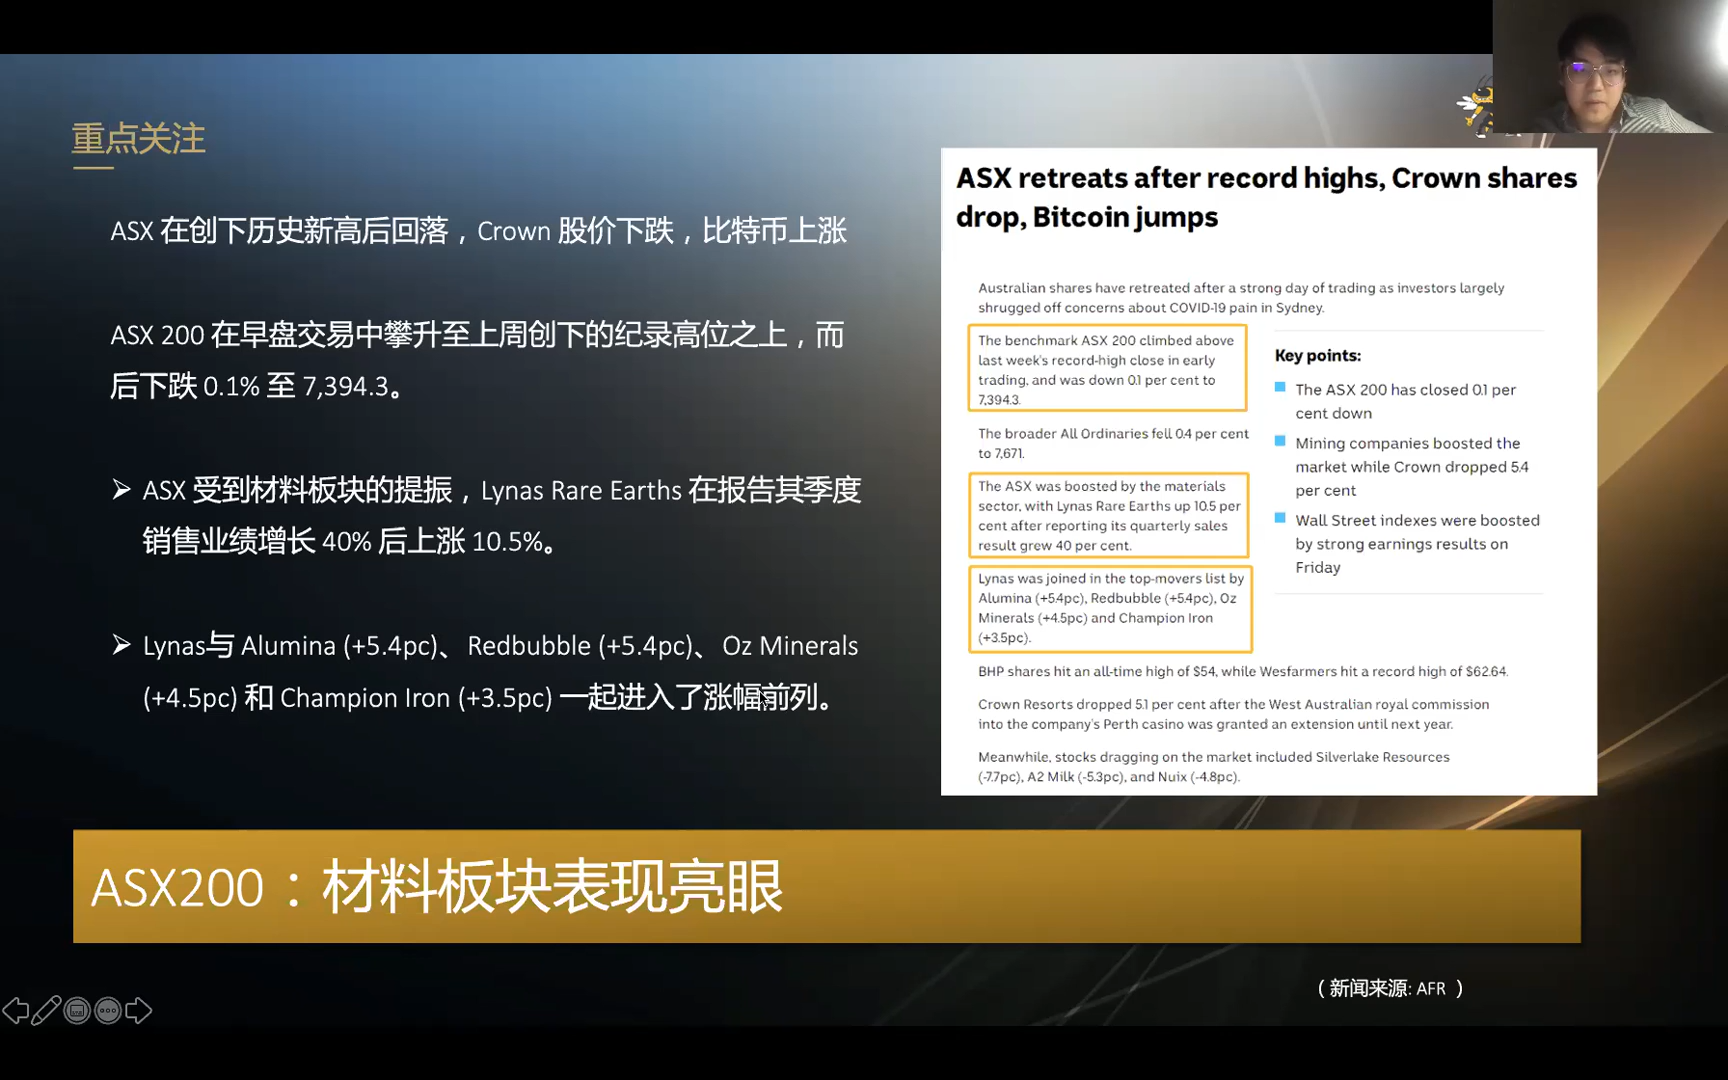 重点关注
ASX 在创下历史新高后回落，Crown 股价下跌，比特币上涨
ASX 200 在早盘交易中攀升至上周创下的纪录高位之上，而
后下跌 0.1% 至 7,394.3。
➢ ASX 受到材料板块的提振，Lynas Rare Earths 在报告其季度
销售业绩增长 40% 后上涨 10.5%。
➢ Lynas与 Alumina (+5.4pc)、Redbubble (+5.4pc)、Oz Minerals
(+4.5pc) 和 Champion Iron (+3.5pc) 一起进入了涨幅前列。
ASX retreats after record highs, Crown shares
drop, Bitcoin jumps
Australian shares have retreated after a strong day of trading as investors largely
shrugged off concerns about COVID-19 pain in Sydney.
The benchmark ASX 200 climbed above
last week's record-high close in early
trading, and was down 0.1 per cent to
7,394.3.
The broader All Ordinaries fell 0.4 per cent
to 7,671.
The ASX was boosted by the materials
sector, with Lynas Rare Earths up 10.5 per
cent after reporting its quarterly sales
result grew 40 per cent.
Lynas was joined in the top-movers list by
Alumina (+5.4pc), Redbubble (+5.4pc), Oz
Minerals (+4.5pc) and Champion Iron
(+3.5pc).
Key points:
The ASX 200 has closed 0.1 per
cent down
Mining companies boosted the
market while Crown dropped 5.4
per cent
Wall Street indexes were boosted
by strong earnings results on
Friday
BHP shares hit an all-time high of $54, while Wesfarmers hit a record high of $62.64.
Crown Resorts dropped 5.1 per cent after the West Australian royal commission
into the company's Perth casino was granted an extension until next year.
Meanwhile, stocks dragging on the market included Silverlake Resources
(-7.7pc), A2 Milk (-5.3pc), and Nuix (-4.8pc).
ASX200：材料板块表现亮眼
（新闻来源: AFR ）